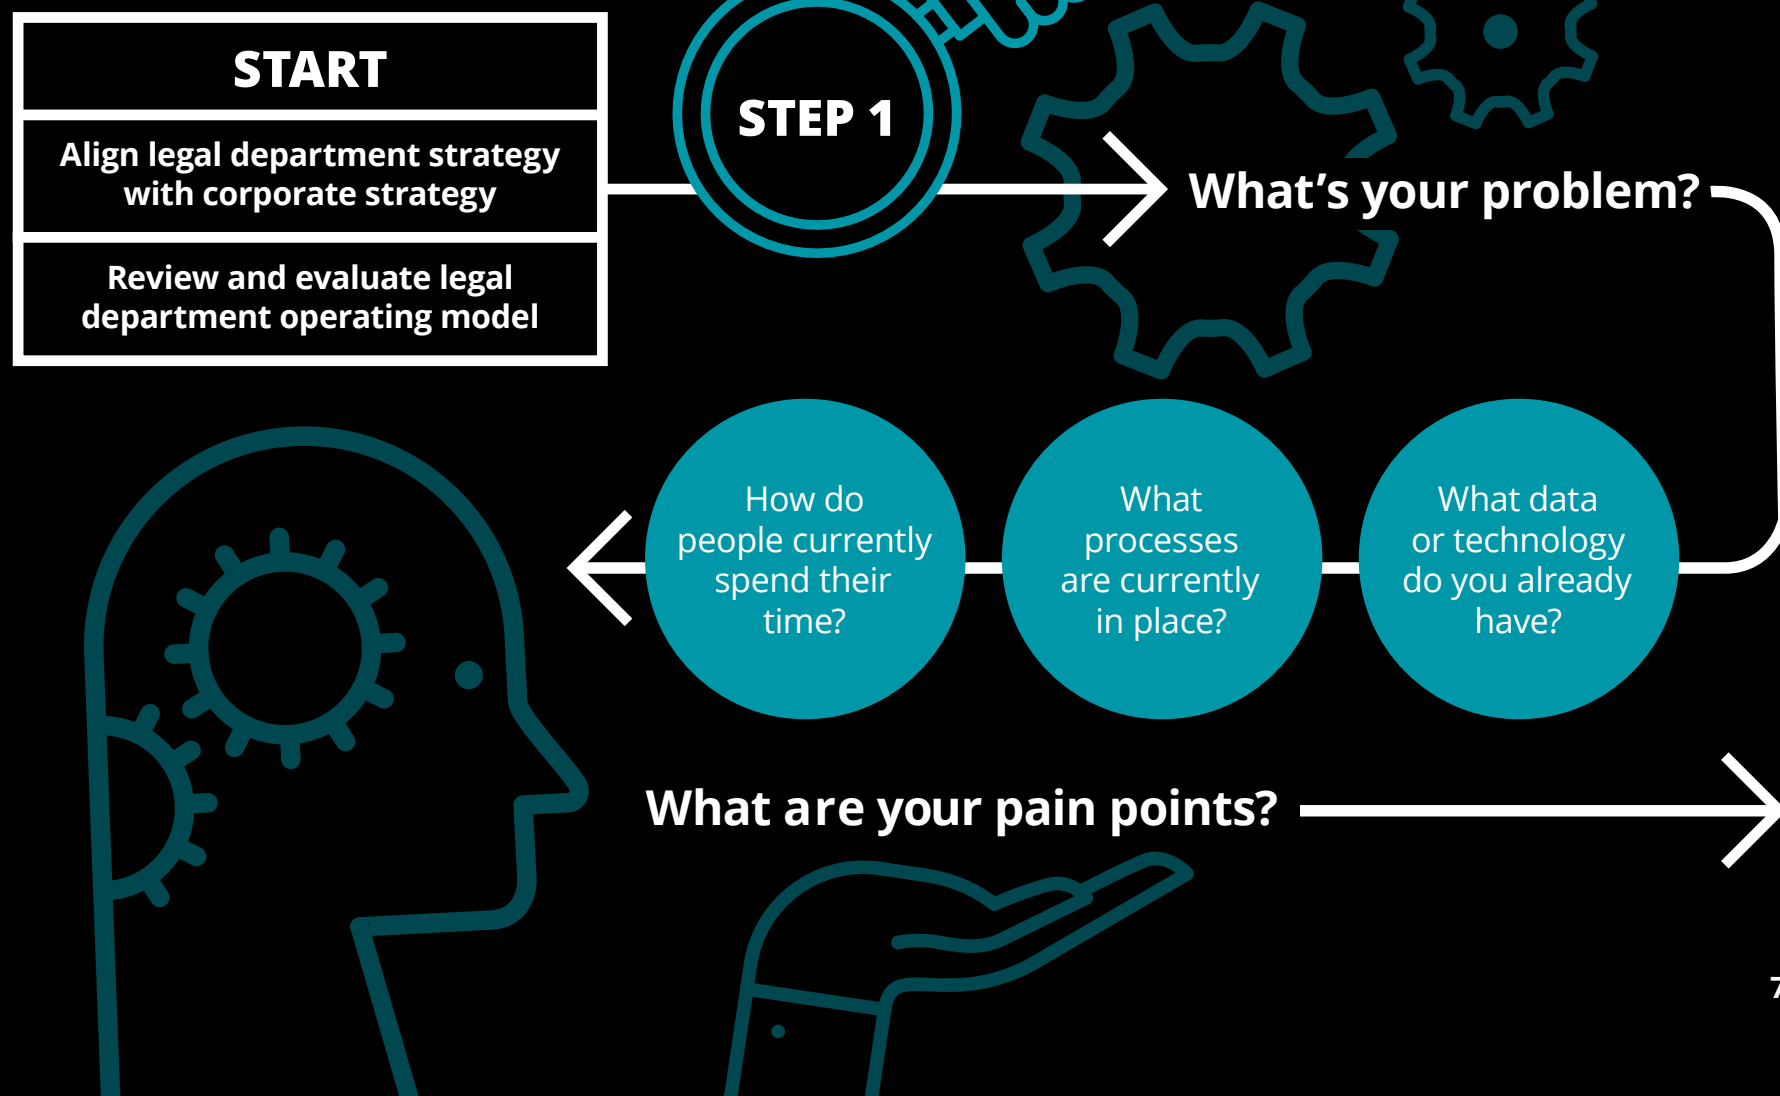 START
Align legal department strategy
with corporate strategy
Review and evaluate legal
department operating model
STEP 1
What’s your problem?
How do
people currently
spend their
time?
What
processes
are currently
in place?
What data
or technology
do you already
have?
What are your pain points?
7